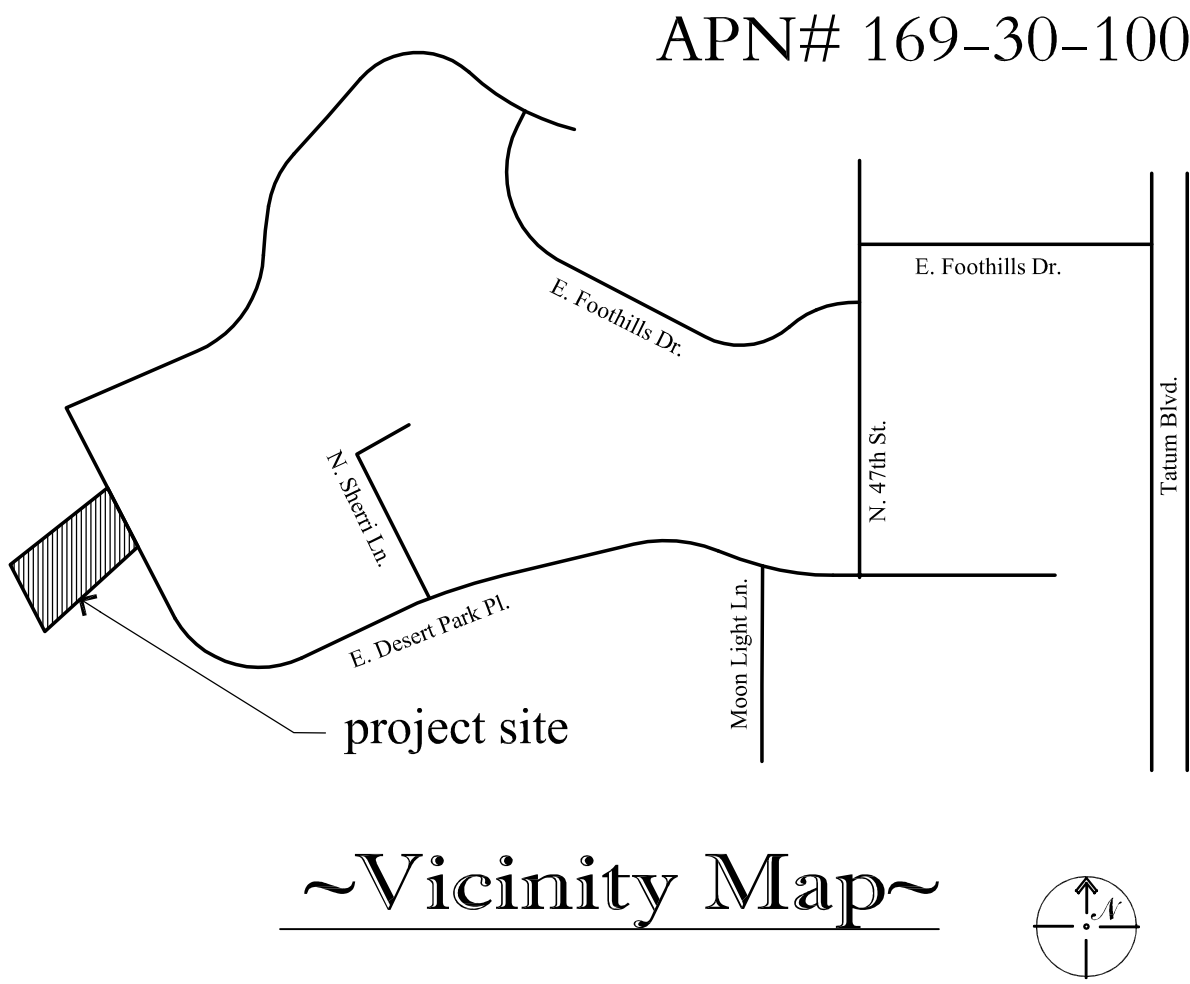 APN# 169-30-100
E. Foothills Dr.
E. Foothills Dr.
Tatum Blvd.
N. 47th St.
N. Sherri Ln.
E. Desert Park Pl.
Moon Light Ln.
project site
~Vicinity Map~
N